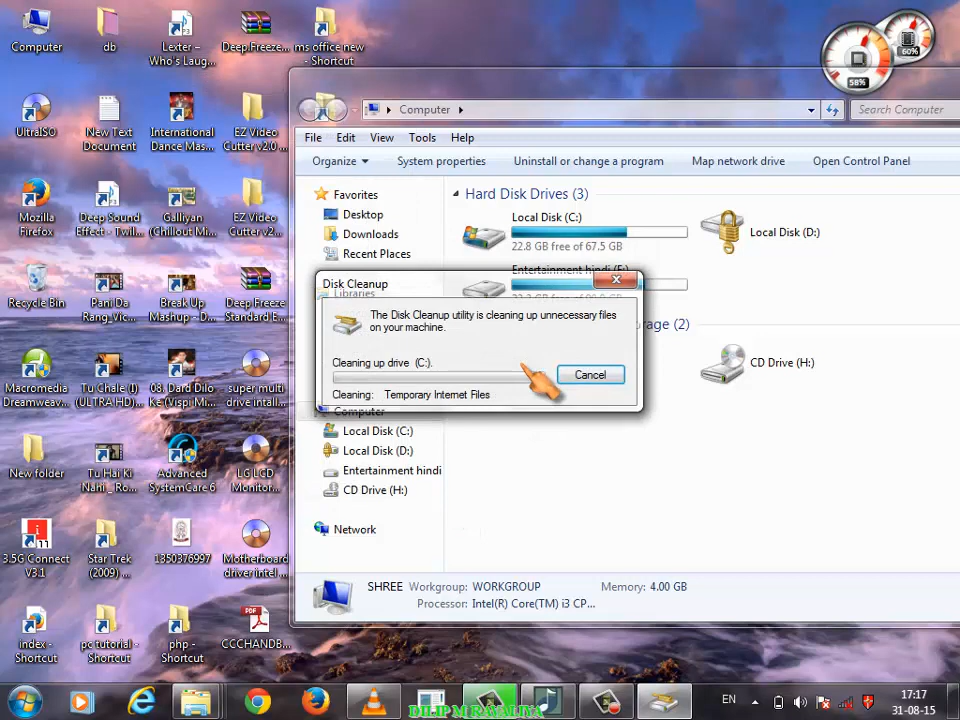 Computer
db
Lexter –
Who's Laug...
Deep.Freeze...
ms office new
- Shortcut
60%
58%
UltraISO
New Text
Document
International
Dance Mas...
EZ Video
Cutter v2.0 ...
Mozilla
Firefox
Deep Sound
Effect - Twil...
Galliyan
(Chillout Mi...
EZ Video
Cutter v2...
Recycle Bin
Pani Da
Rang_Vic...
Break Up
Mashup - D...
Deep Freeze
Standard E...
Macromedia
Dreamweav...
Tu Chale (I)
(ULTRA HD)...
08. Dard Dilo
Ke (Vispi Mi...
super multi
drive intall...
New folder
Tu Hai Ki
Nahi _ Ro...
Advanced
SystemCare 6
LG LCD
Monitor...
3.5G Connect
V3.1
Star Trek
(2009) ...
1350376997
Motherboard
driver intel ...
index -
Shortcut
pc tutorial -
Shortcut
php -
Shortcut
CCCHANDB...
Computer
Search Computer
File Edit View Tools Help
Organize System properties Uninstall or change a program Map network drive Open Control Panel
Favorites
Desktop
Downloads
Recent Places
Libraries
Computer
Local Disk (C:)
Local Disk (D:)
Entertainment hindi
CD Drive (H:)
Network
Hard Disk Drives (3)
Local Disk (C:)
22.8 GB free of 67.5 GB
Local Disk (D:)
Entertainment hindi
(2)
CD Drive (H:)
Disk Cleanup
The Disk Cleanup utility is cleaning up unnecessary files
on your machine.
Cleaning up drive (C:).
Cancel
Cleaning: Temporary Internet Files
SHREE Workgroup: WORKGROUP Memory: 4.00 GB
Processor: Intel(R) Core(TM) i3 CP...
EN
17:17
31-08-15